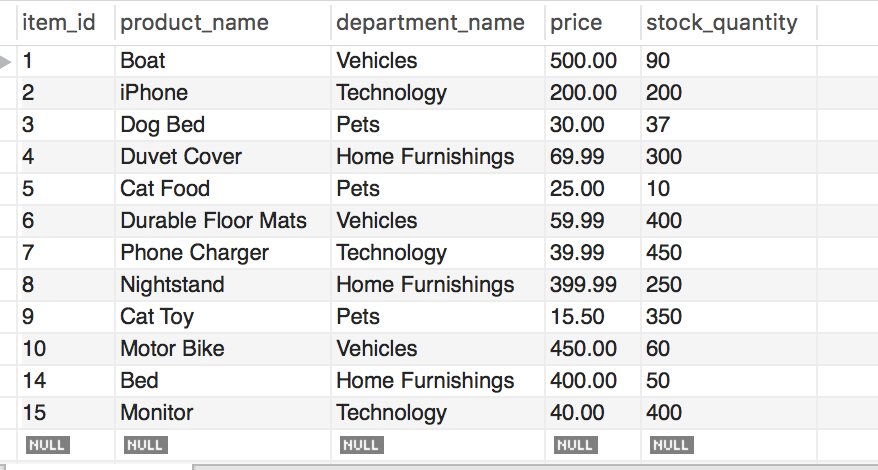 item_id product_name department_name price stock_quantity
1 Boat Vehicles 500.00 90
2 iPhone Technology 200.00 200
3 Dog Bed Pets 30.00 37
4 Duvet Cover Home Furnishings 69.99 300
5 Cat Food Pets 25.00 10
6 Durable Floor Mats Vehicles 59.99 400
7 Phone Charger Technology 39.99 450
8 Nightstand Home Furnishings 399.99 250
9 Cat Toy Pets 15.50 350
10 Motor Bike Vehicles 450.00 60
14 Bed Home Furnishings 400.00 50
15 Monitor Technology 40.00 400
NULL NULL NULL NULL NULL